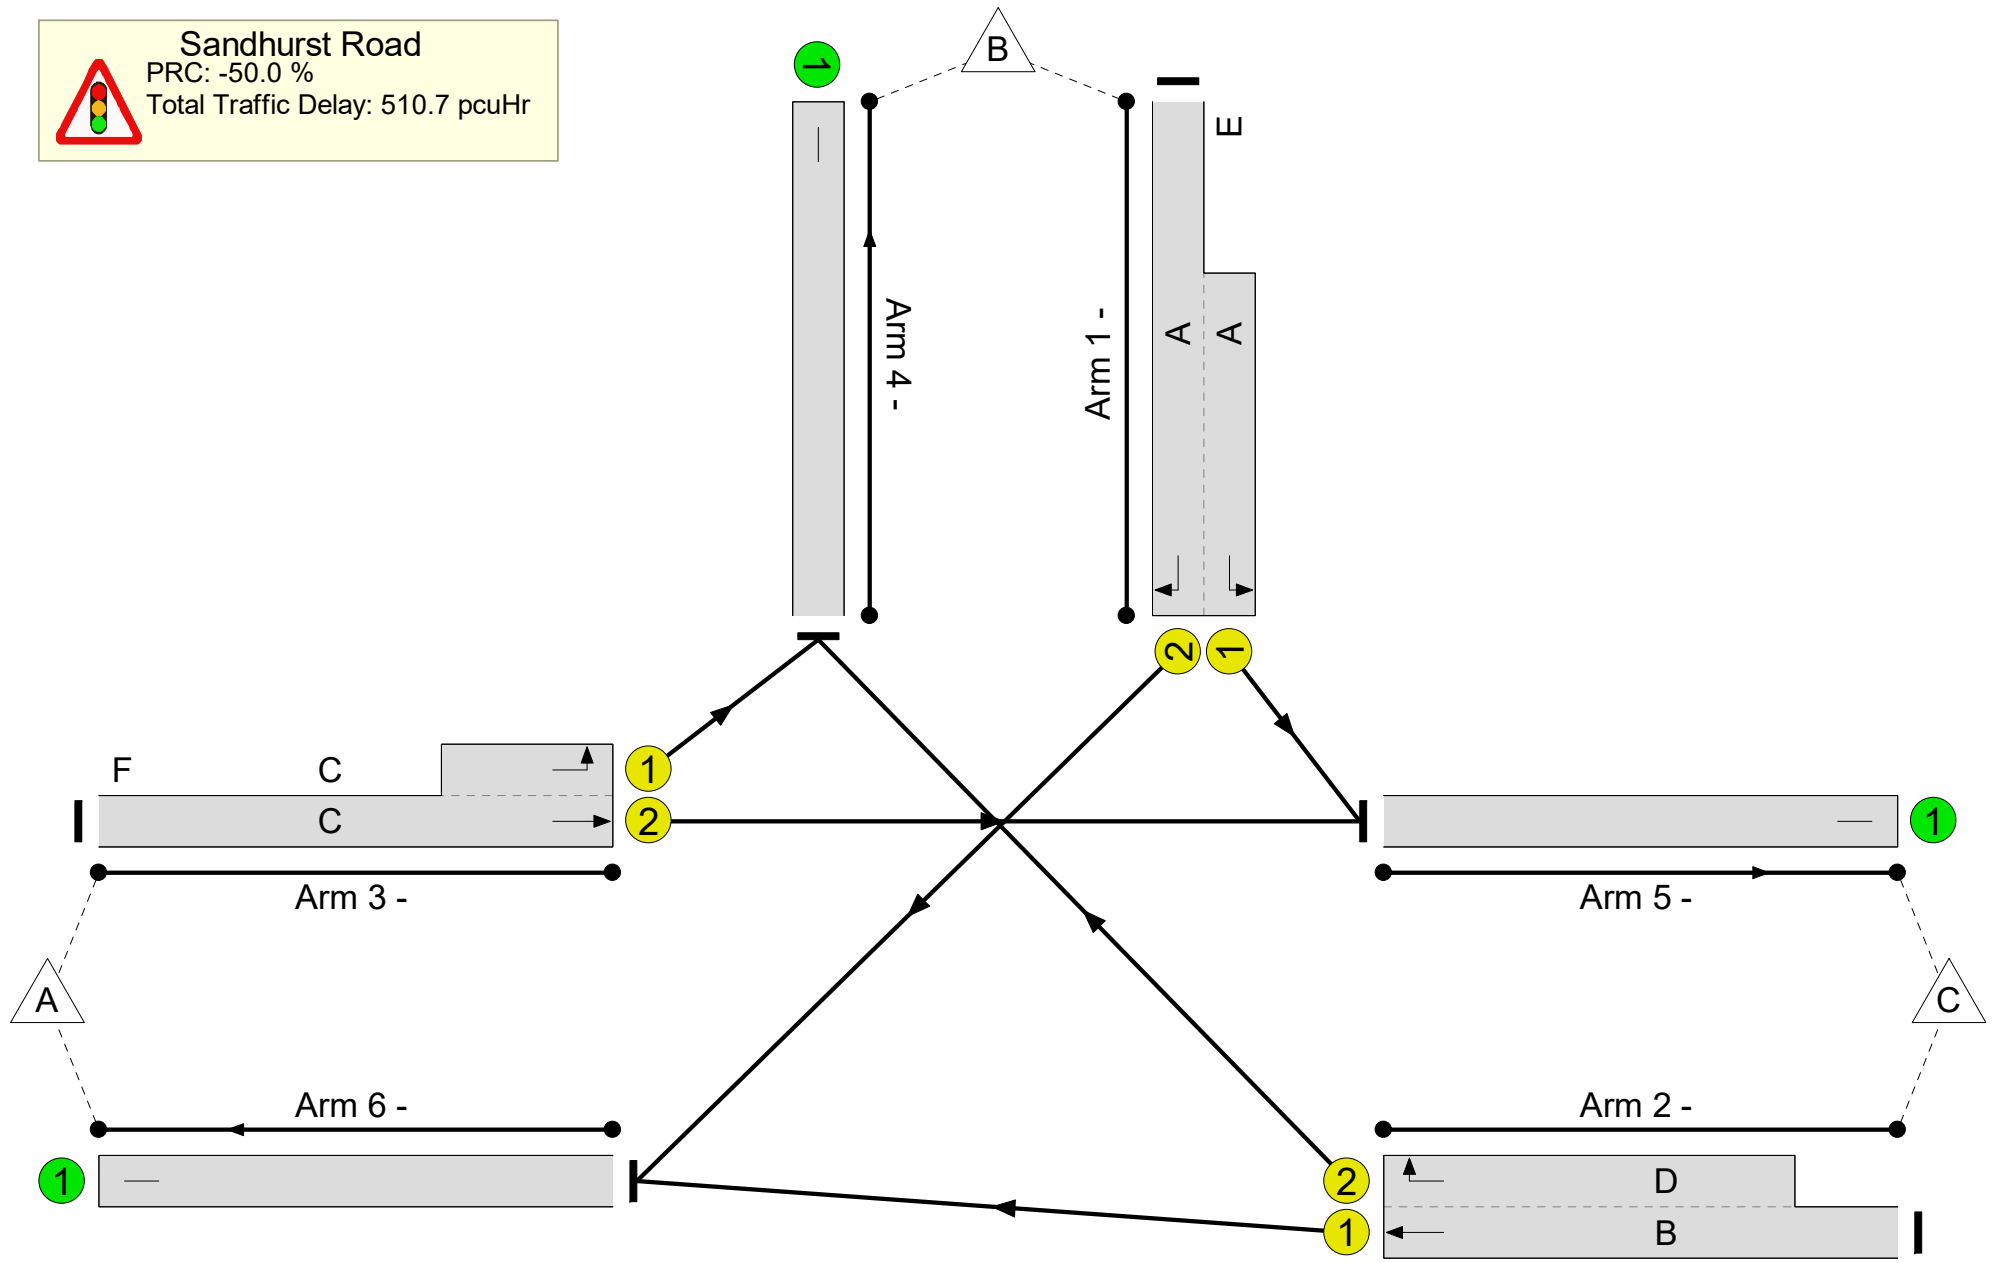 Sandhurst Road
PRC: -50.0 %
Total Traffic Delay: 510.7 pcuHr
B
1
E
Arm 4 -
Arm 1 -
A
A
2
1
F
C
1
C
2
1
Arm 3 -
Arm 5 -
A
C
Arm 6 -
Arm 2 -
1
2
D
1
B